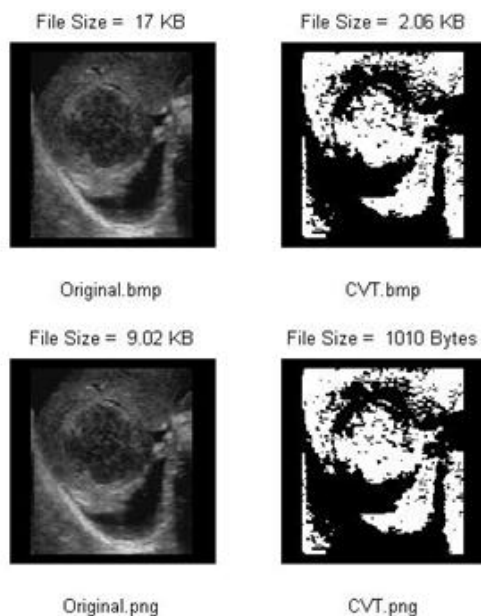 File Size = 17 KB
File Size = 2.06 KB
Original.bmp
CVT.bmp
File Size = 9.02 KB
File Size = 1010 Bytes
Original.png
CVT.png